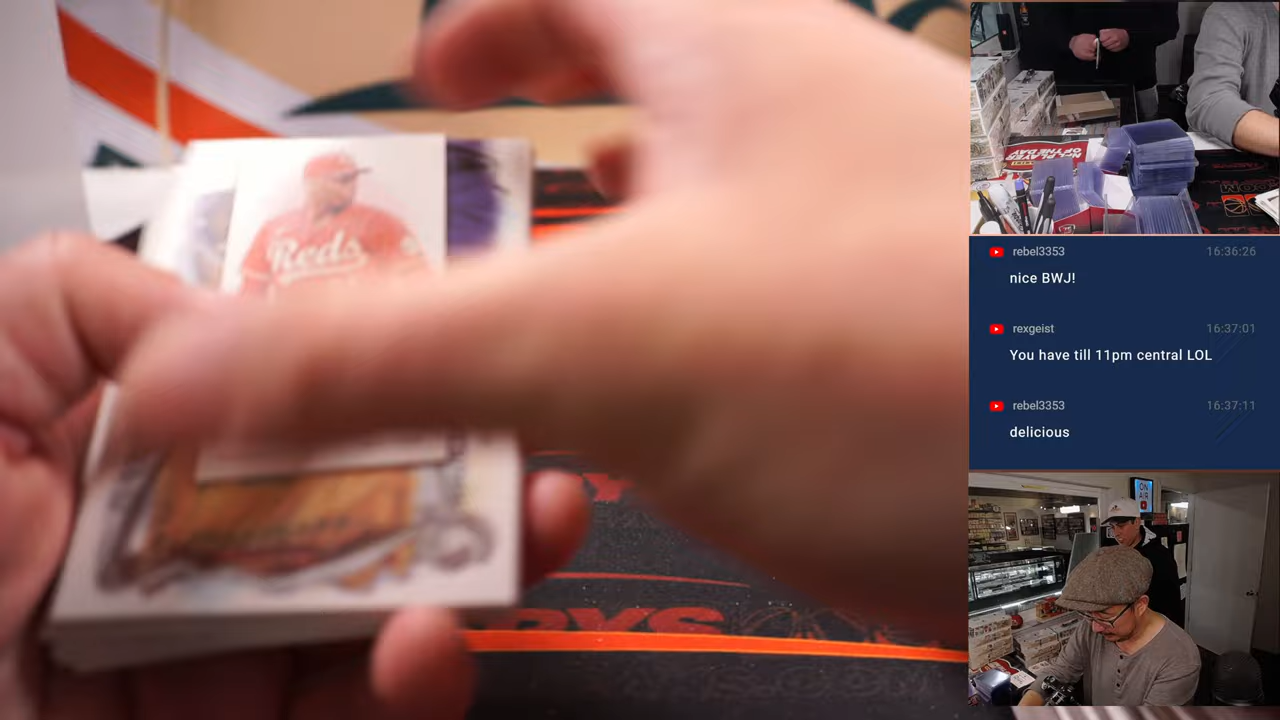 Reds
RYS
rebel3353 16:36:26
nice BWJ!
rexgeist 16:37:01
You have till 11pm central LOL
rebel3353 16:37:11
delicious
ON
AIR